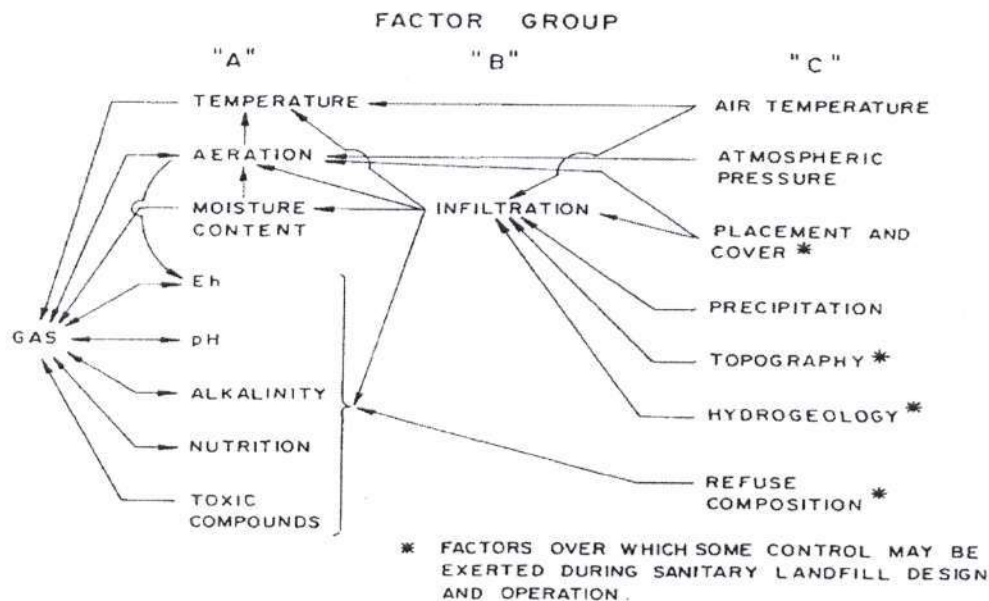 FACTOR GROUP
"A" "B" "C"
TEMPERATURE
AIR TEMPERATURE
AERATION
ATMOSPHERIC
PRESSURE
MOISTURE
CONTENT
INFILTRATION
PLACEMENT AND
COVER *
Eh
PRECIPITATION
GAS
pH
TOPOGRAPHY *
ALKALINITY
HYDROGEOLOGY *
NUTRITION
REFUSE
COMPOSITION *
TOXIC
COMPOUNDS
* FACTORS OVER WHICH SOME CONTROL MAY BE
EXERTED DURING SANITARY LANDFILL DESIGN
AND OPERATION.